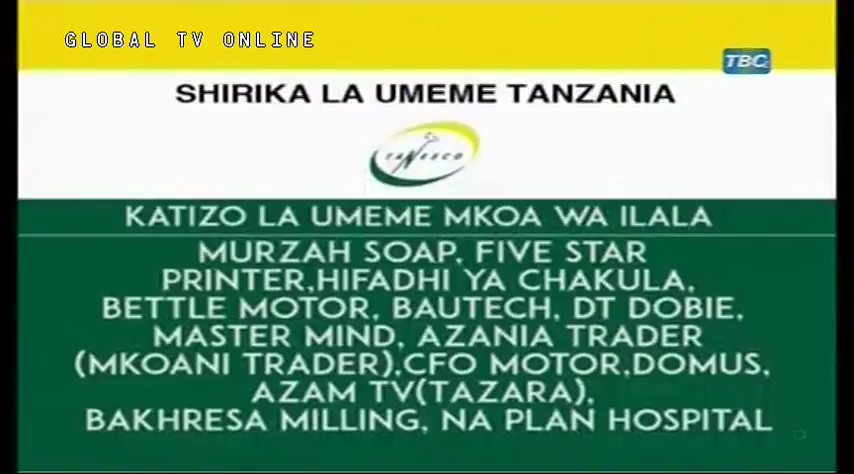 GLOBAL TV ONLINE
TBC
SHIRIKA LA UMEME TANZANIA
TANESCO
KATIZO LA UMEME MKOA WA ILALA
MURZAH SOAP, FIVE STAR
PRINTER,HIFADHI YA CHAKULA,
BETTLE MOTOR, BAUTECH, DT DOBIE,
MASTER MIND, AZANIA TRADER
(MKOANI TRADER),CFO MOTOR,DOMUS,
AZAM TV(TAZARA),
BAKHRESA MILLING, NA PLAN HOSPITAL